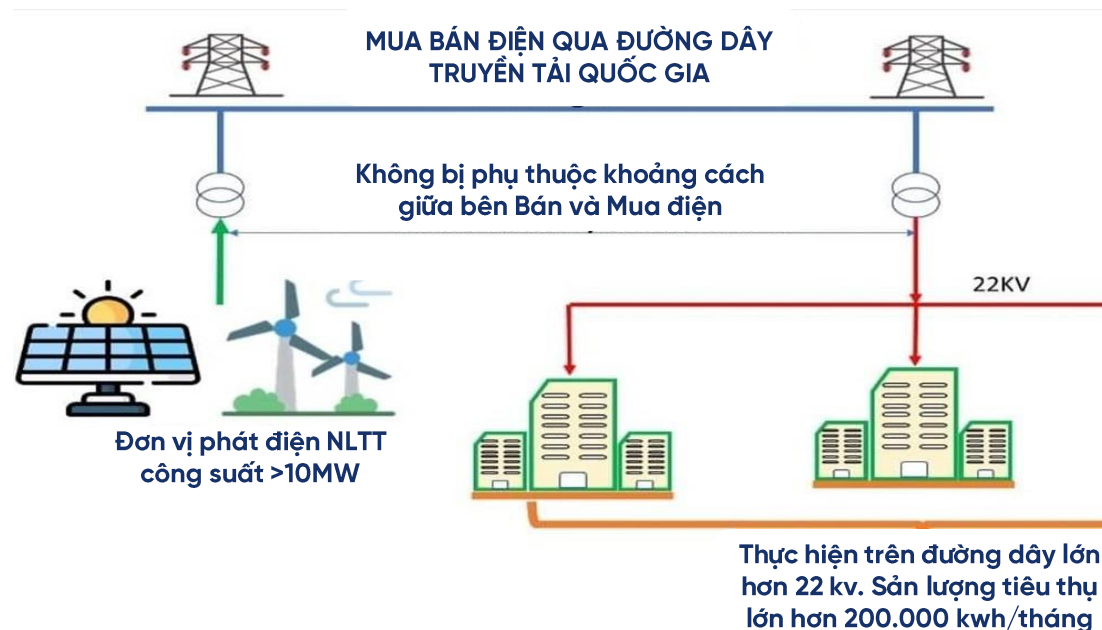 MUA BÁN ĐIỆN QUA ĐƯỜNG DÂY
TRUYỀN TẢI QUỐC GIA
Không bị phụ thuộc khoảng cách
giữa bên Bán và Mua điện
22KV
Đơn vị phát điện NLTT
công suất >10MW
Thực hiện trên đường dây lớn
hơn 22 kv. Sản lượng tiêu thụ
lớn hơn 200.000 kwh/tháng